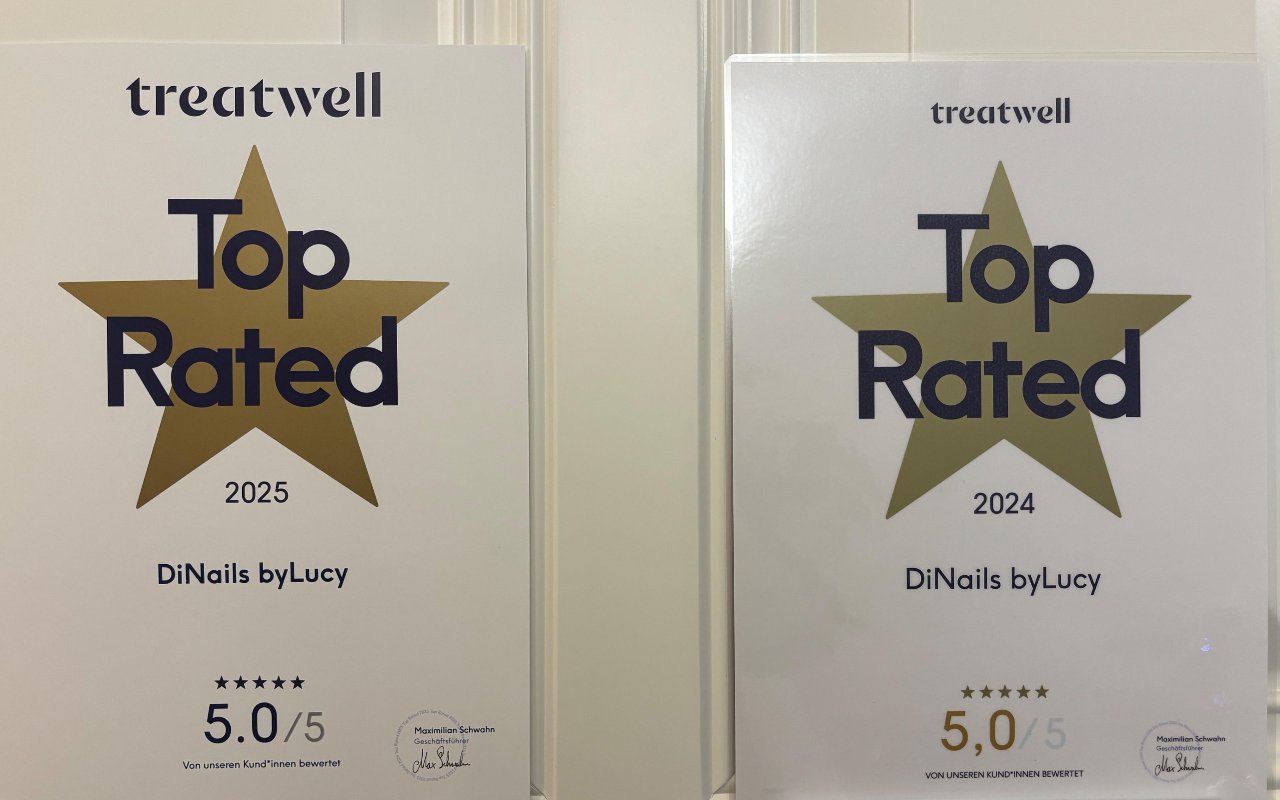 treatwell
Top
Rated
2025
DiNails byLucy
5.0/5
Von unseren Kund*innen bewertet
Maximilian Schwahn
Geschäftsführer
treatwell
Top
Rated
2024
DiNails byLucy
5,0/5
VON UNSEREN KUND*INNEN BEWERTET
Maximilian Schwahn
Geschäftsführer